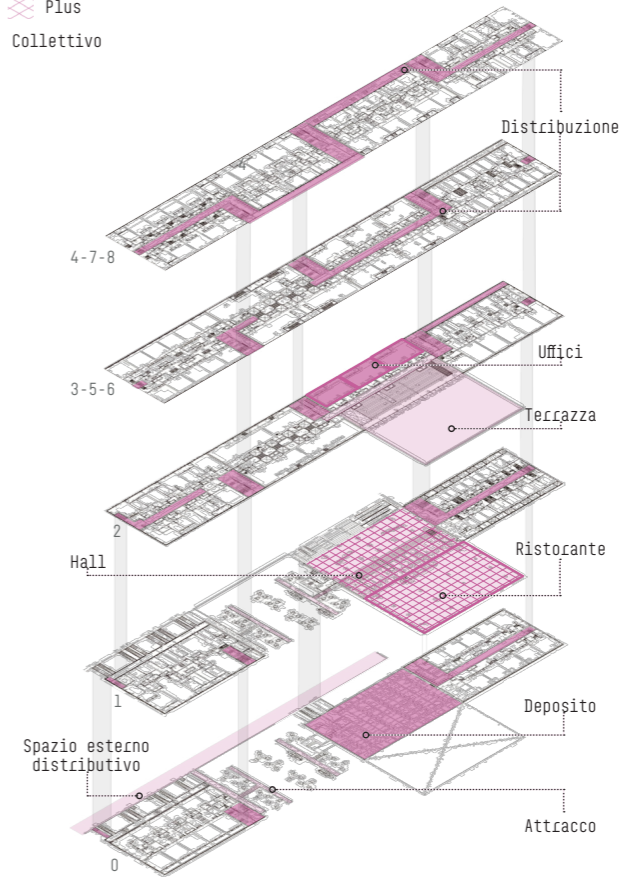 Plus
Collettivo
Distribuzione
4-7-8
3-5-6
Uffici
Terrazza
2
Hall
Ristorante
1
Deposito
Spazio esterno
distributivo
Attracco
0